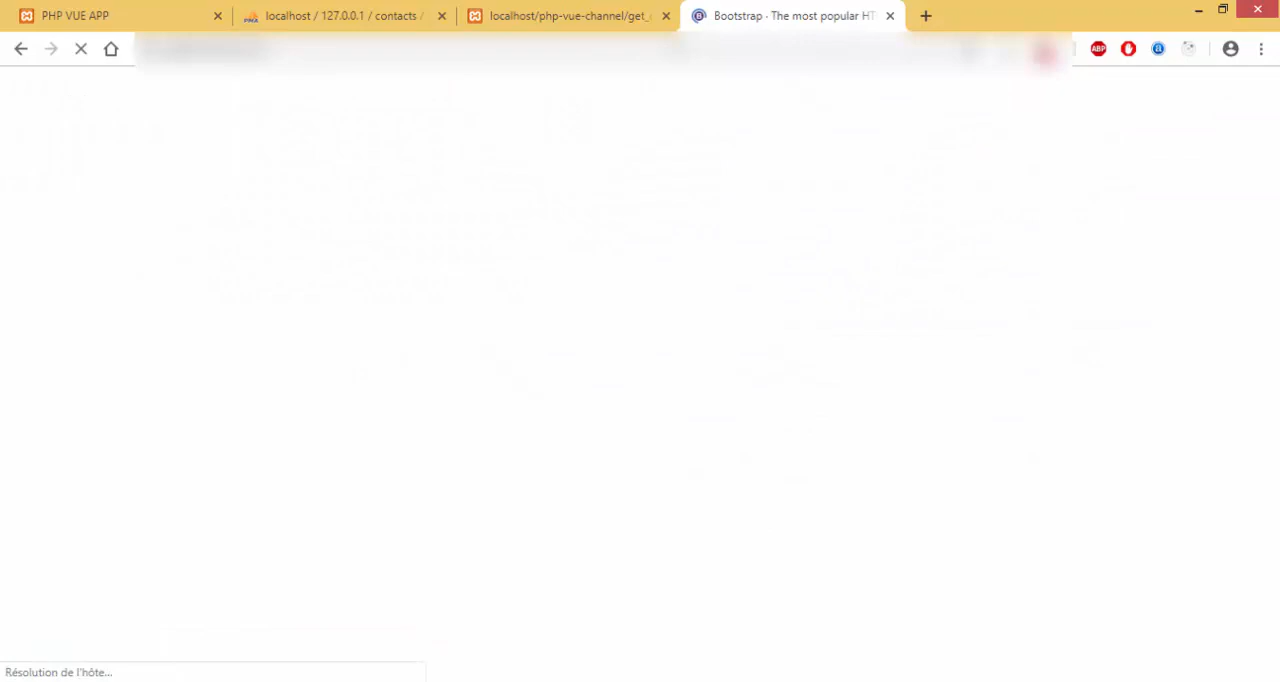 PHP VUE APP
localhost / 127.0.0.1 / contacts /
localhost/php-vue-channel/get_
Bootstrap · The most popular HT
ABP
Résolution de l'hôte...